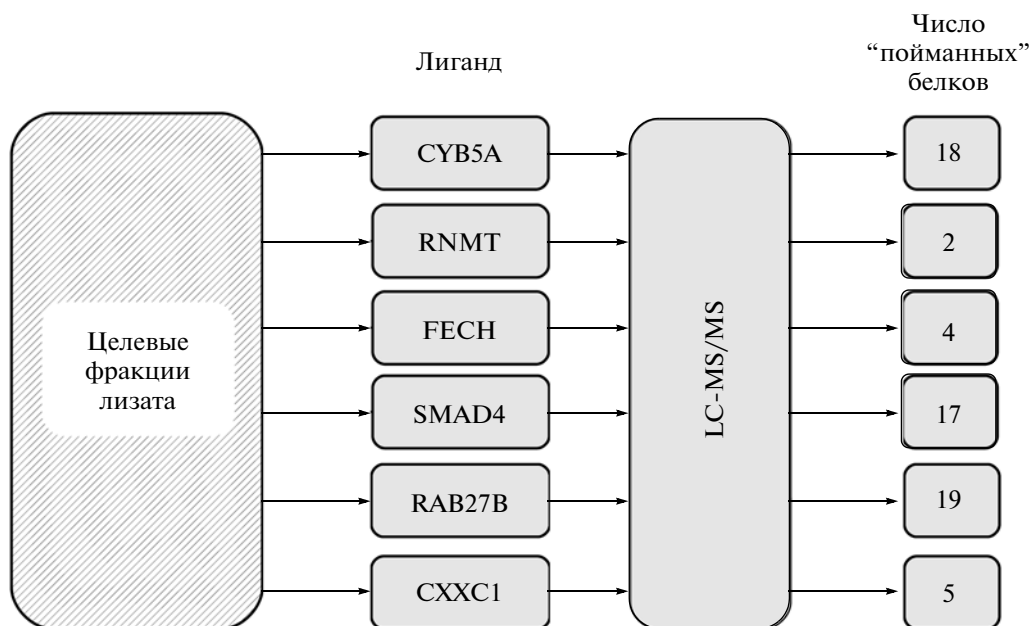 Лиганд
Число
“пойманных”
белков
Целевые
фракции
лизата
CYB5A
RNMT
FECH
SMAD4
RAB27B
CXXC1
LC-MS/MS
18
2
4
17
19
5